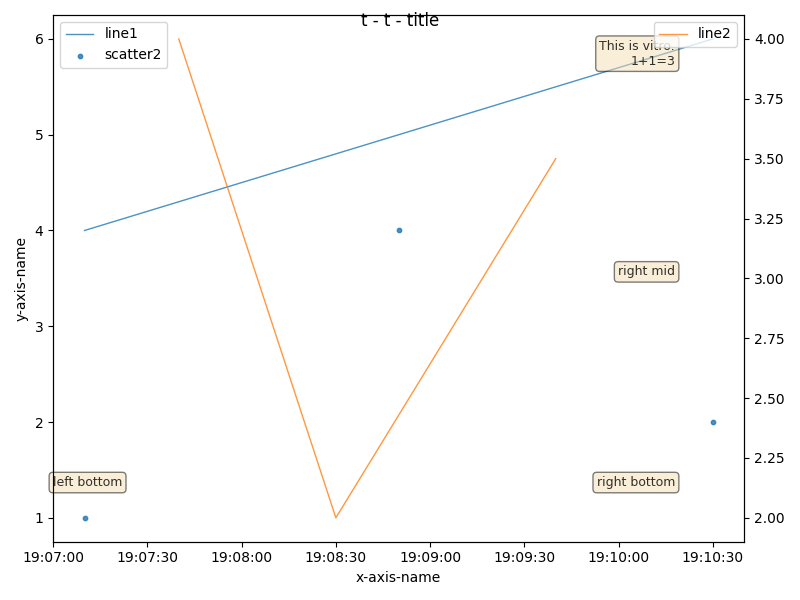 t - t - title
line1
scatter2
line2
This is vitro.
1+1=3
right mid
left bottom
right bottom
y-axis-name
6
5
4
3
2
1
4.00
3.75
3.50
3.25
3.00
2.75
2.50
2.25
2.00
19:07:00
19:07:30
19:08:00
19:08:30
19:09:00
19:09:30
19:10:00
19:10:30
x-axis-name